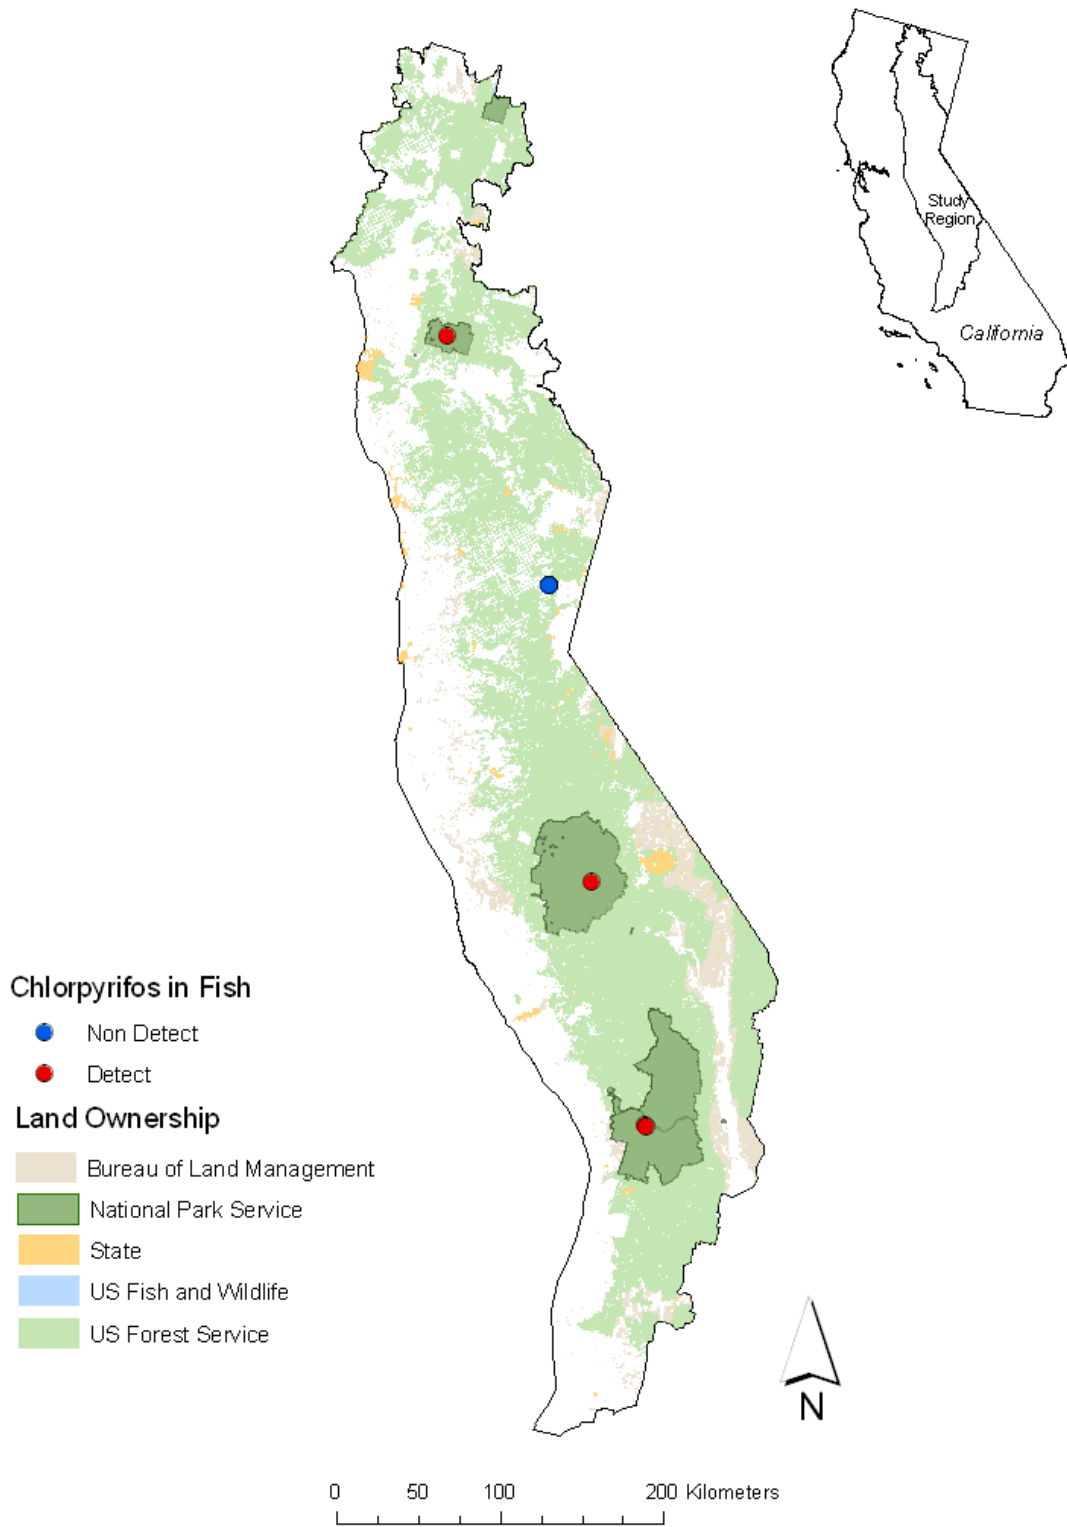 Study
Region
California
Chlorpyrifos in Fish
Non Detect
Detect
Land Ownership
Bureau of Land Management
National Park Service
State
US Fish and Wildlife
US Forest Service
N
0 50 100 200 Kilometers